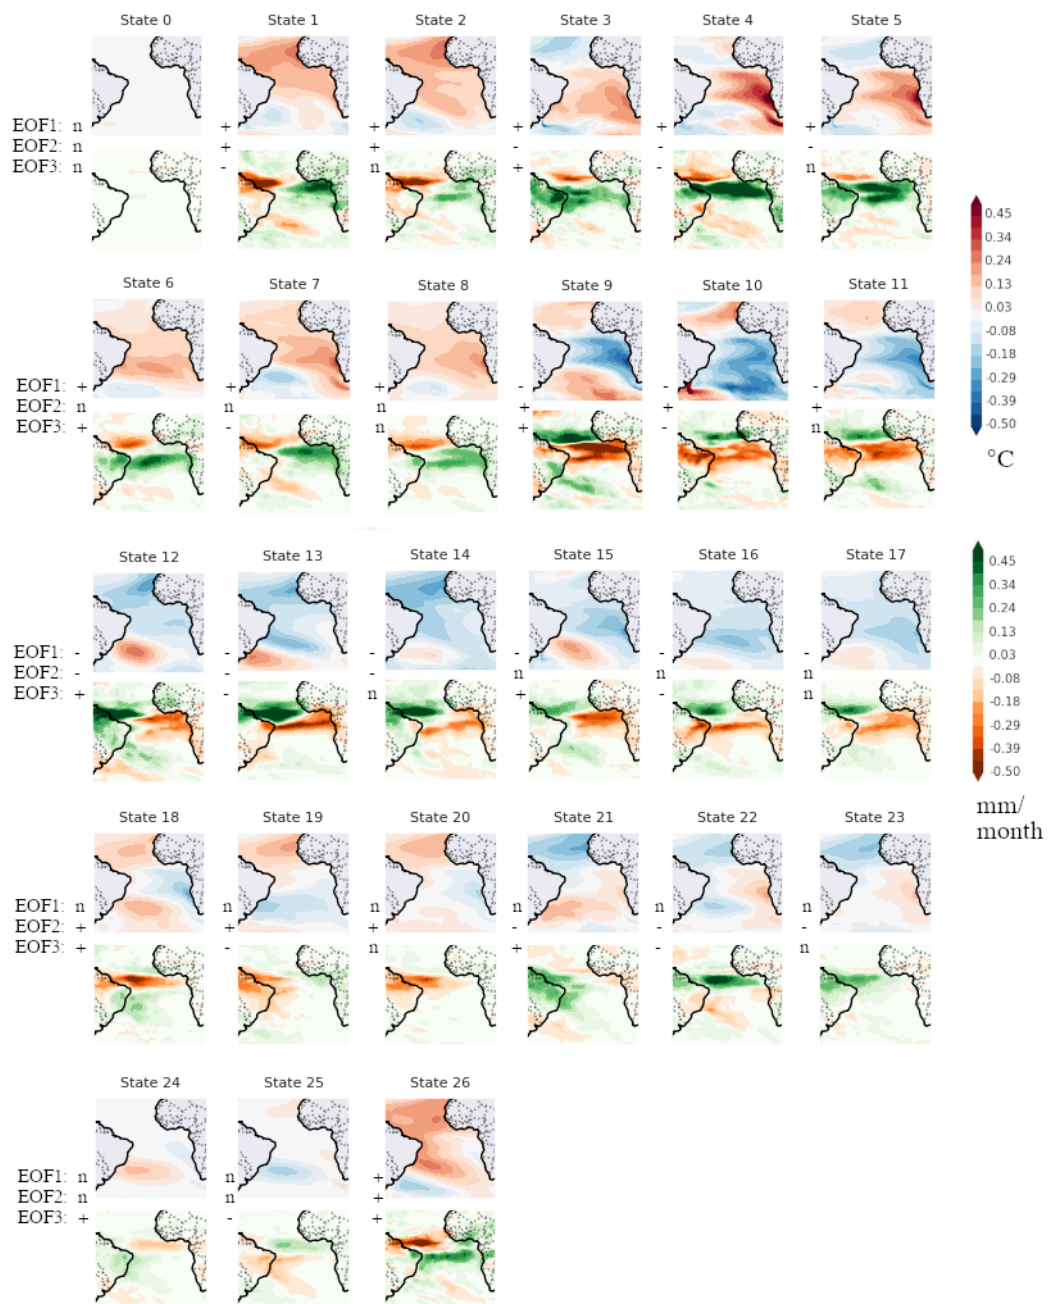 State 0 State 1 State 2 State 3 State 4 State 5
EOF1: n + + + + +
EOF2: n + + - - -
EOF3: n - n + - n
0.45
0.34
0.24
0.13
0.03
-0.08
-0.18
-0.29
-0.39
-0.50
°C
State 6 State 7 State 8 State 9 State 10 State 11
EOF1: + + + - - -
EOF2: n n n + + +
EOF3: + - n + - n
State 12 State 13 State 14 State 15 State 16 State 17
EOF1: - - - - - -
EOF2: - - - n n n
EOF3: + - n + - n
0.45
0.34
0.24
0.13
0.03
-0.08
-0.18
-0.29
-0.39
-0.50
mm/
month
State 18 State 19 State 20 State 21 State 22 State 23
EOF1: n n n n n n
EOF2: + + + - - -
EOF3: + - n + - n
State 24 State 25 State 26
EOF1: n n +
EOF2: n n +
EOF3: + - +